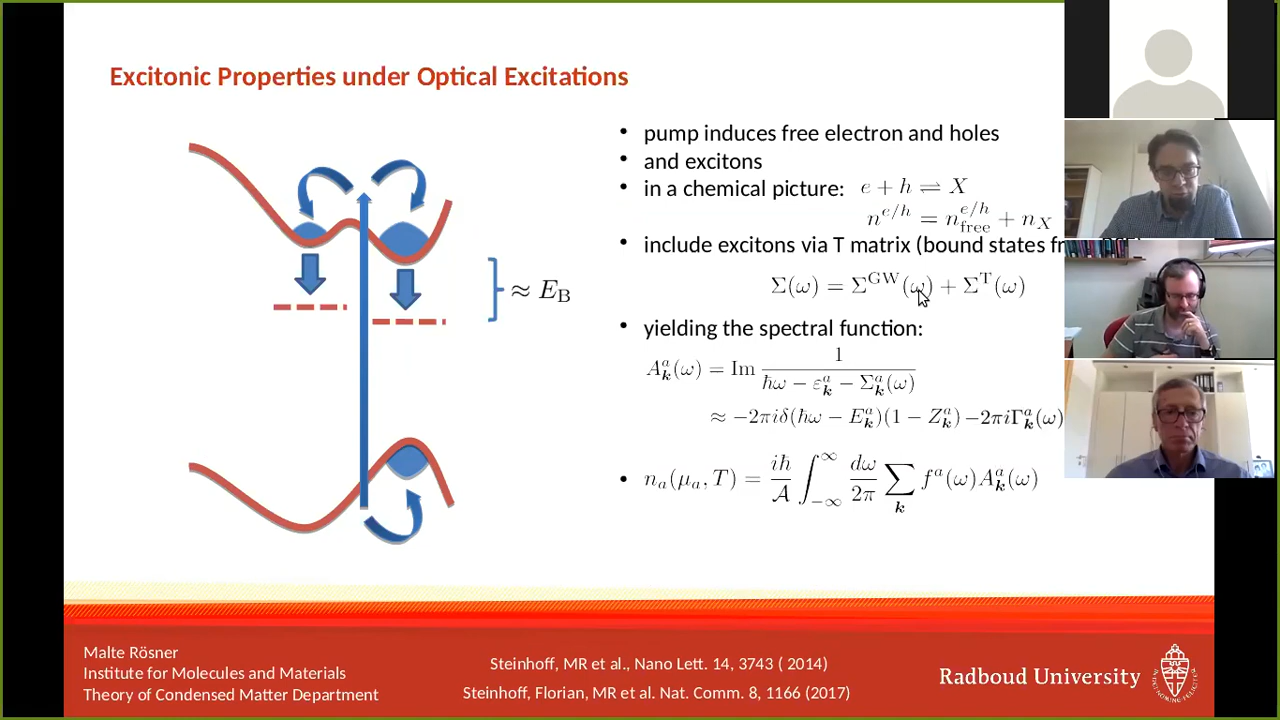 Excitonic Properties under Optical Excitations
≈ E_B
• pump induces free electron and holes
• and excitons
• in a chemical picture: e + h ⇌ X
n^{e/h} = n^{e/h}_{free} + n_X
• include excitons via T matrix (bound states
Σ(ω) = Σ^{GW}(ω) + Σ^T(ω)
• yielding the spectral function:
A^a_k(ω) = Im 1 / (ħω − ε^a_k − Σ^a_k(ω))
≈ −2πiδ(ħω − E^a_k)(1 − Z^a_k) −2πiΓ^a_k(ω)
• n_a(μ_a, T) = iħ/𝒜 ∫_{−∞}^{∞} dω/2π ∑_k f^a(ω)A^a_k(ω)
Malte Rösner
Institute for Molecules and Materials
Theory of Condensed Matter Department
Steinhoff, MR et al., Nano Lett. 14, 3743 ( 2014)
Steinhoff, Florian, MR et al. Nat. Comm. 8, 1166 (2017)
Radboud University